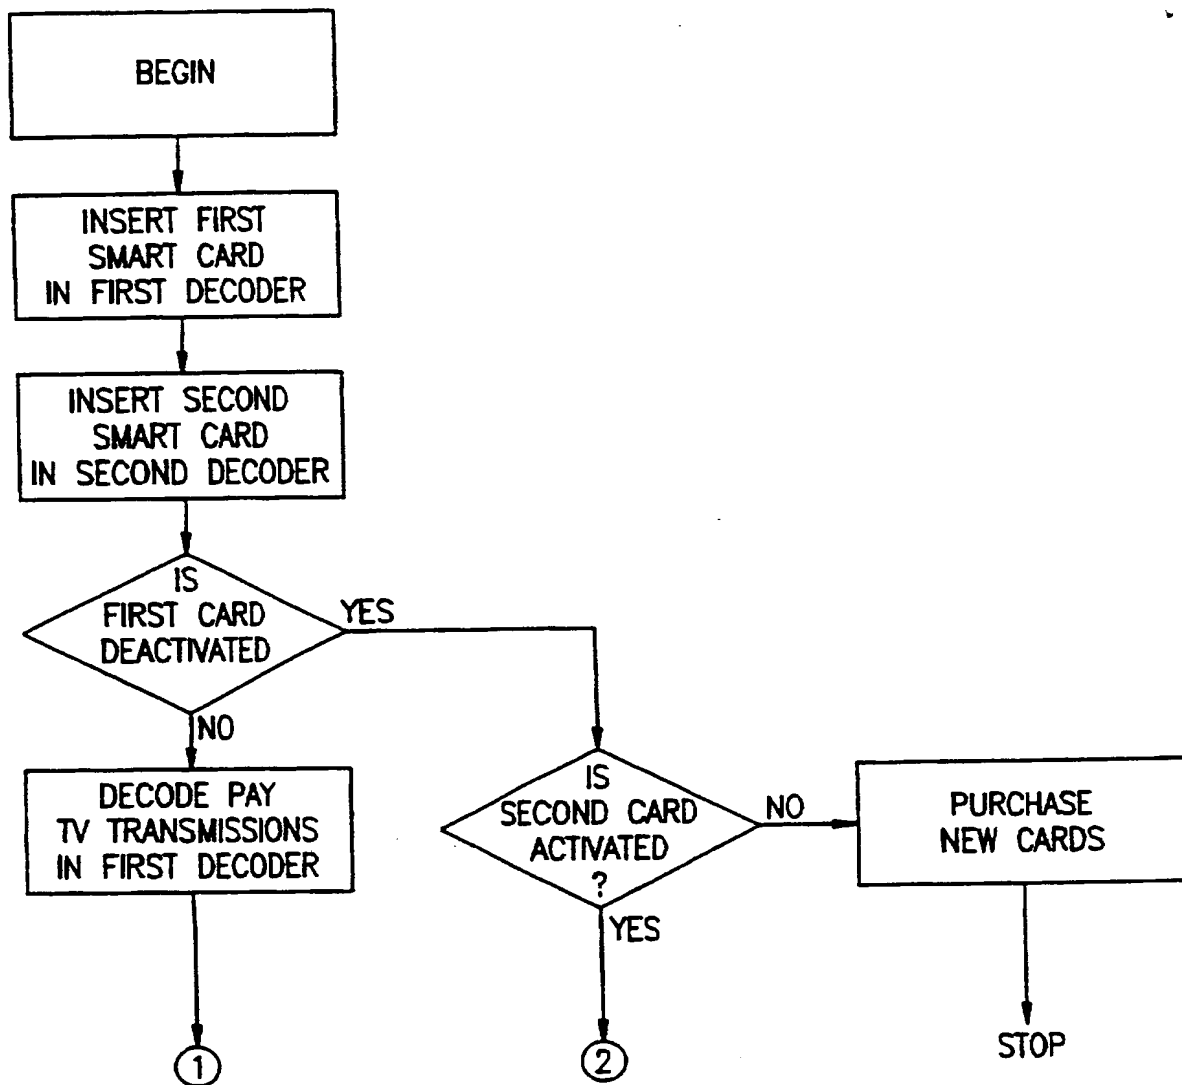 BEGIN
INSERT FIRST
SMART CARD
IN FIRST DECODER
INSERT SECOND
SMART CARD
IN SECOND DECODER
IS
FIRST CARD
DEACTIVATED
YES
NO
DECODE PAY
TV TRANSMISSIONS
IN FIRST DECODER
1
IS
SECOND CARD
ACTIVATED
?
NO
YES
2
PURCHASE
NEW CARDS
STOP